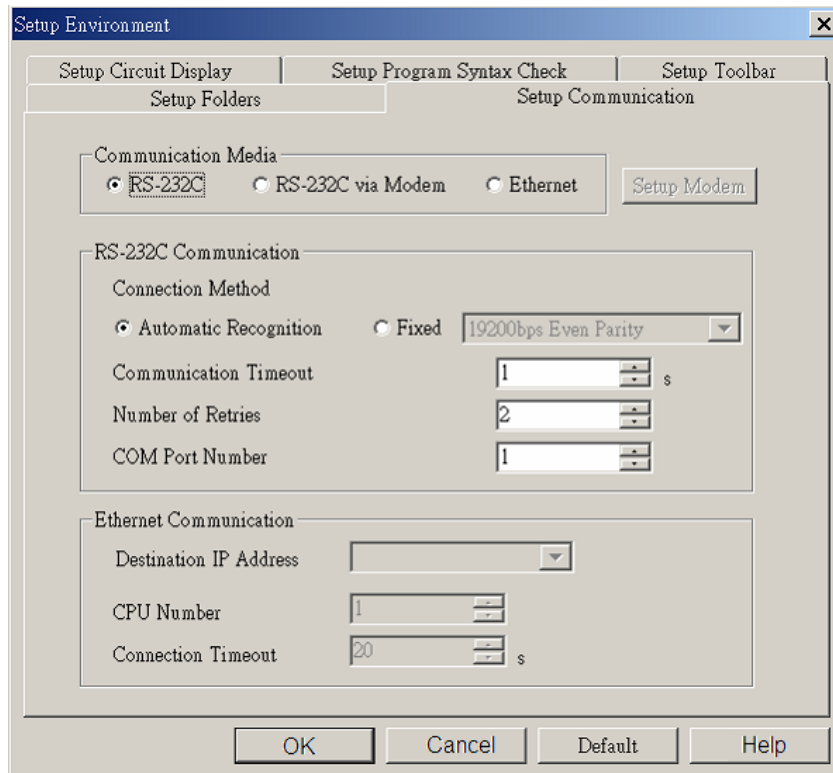 Setup Environment
Setup Circuit Display
Setup Program Syntax Check
Setup Toolbar
Setup Folders
Setup Communication
Communication Media
RS-232C
RS-232C via Modem
Ethernet
Setup Modem
RS-232C Communication
Connection Method
Automatic Recognition
Fixed
19200bps Even Parity
Communication Timeout
1
s
Number of Retries
2
COM Port Number
1
Ethernet Communication
Destination IP Address
CPU Number
1
Connection Timeout
20
s
OK
Cancel
Default
Help